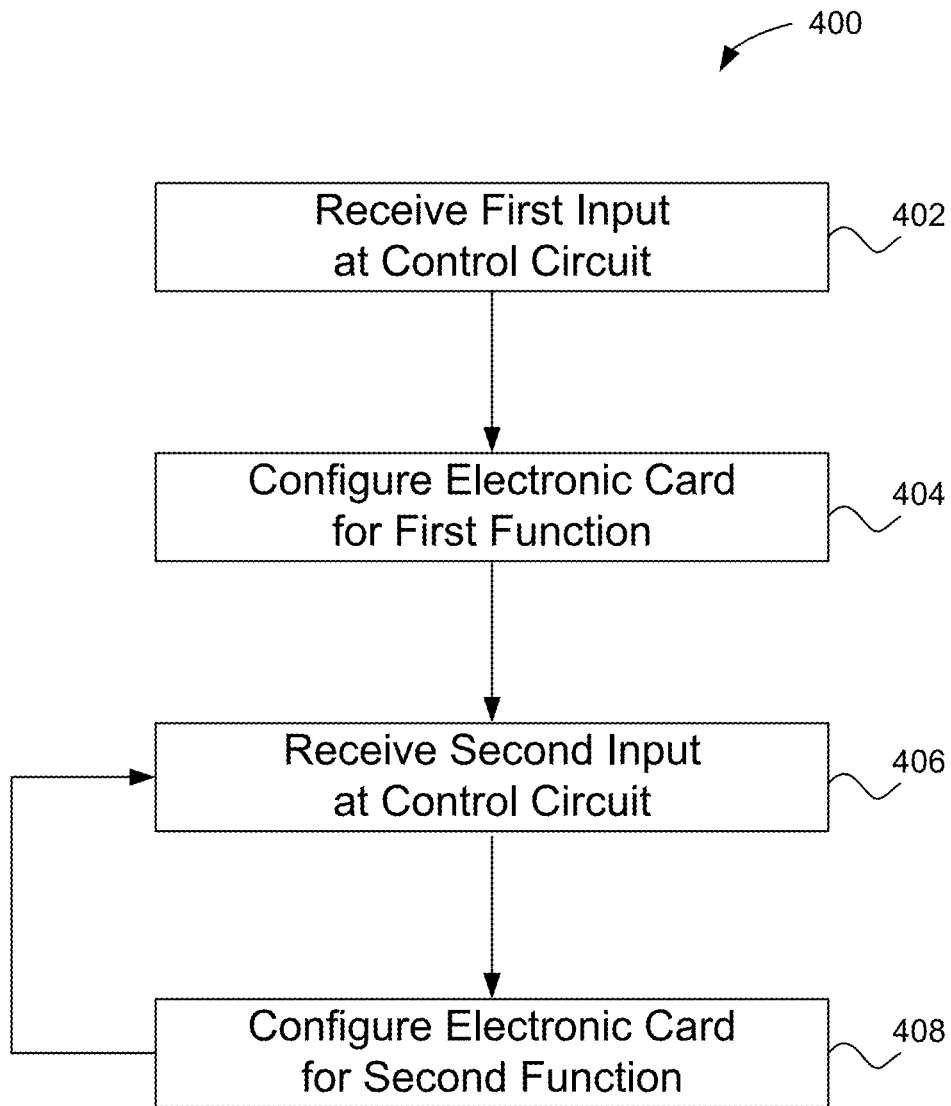 400
Receive First Input
at Control Circuit
402
Configure Electronic Card
for First Function
404
Receive Second Input
at Control Circuit
406
Configure Electronic Card
for Second Function
408